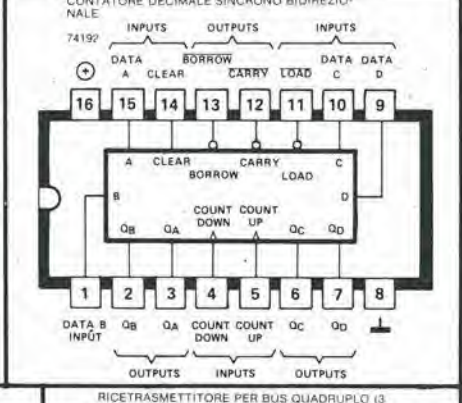 CONTATORE DECIMALE SINCRONO BIDIREZIO-
NALE
74192
INPUTS OUTPUTS INPUTS
DATA A CLEAR BORROW CARRY LOAD DATA C DATA D
16 15 14 13 12 11 10 9
A CLEAR BORROW CARRY LOAD C
B D
QB QA COUNT DOWN COUNT UP QC QD
1 2 3 4 5 6 7 8
DATA B INPUT QB QA COUNT DOWN COUNT UP QC QD
OUTPUTS INPUTS OUTPUTS
RICETRASMETTITORE PER BUS QUADRUPLO (3